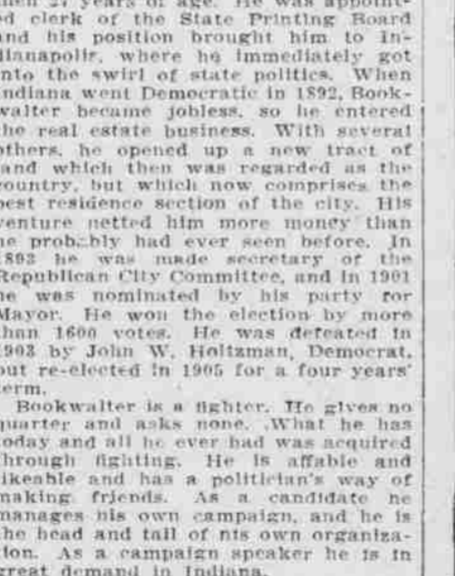 then 27 years of age. He was appoint-
ed clerk of the State Printing Board
and his position brought him to In-
dianapolis, where he immediately got
into the swirl of state politics. When
Indiana went Democratic in 1892, Book-
walter became jobless, so he entered
the real estate business. With several
others, he opened up a new tract of
land which then was regarded as the
country, but which now comprises the
best residence section of the city. His
venture netted him more money than
he probably had ever seen before. In
1893 he was made secretary of the
Republican City Committee, and in 1901
he was nominated by his party for
Mayor. He won the election by more
than 1600 votes. He was defeated in
1903 by John W. Holtzman, Democrat,
but re-elected in 1905 for a four years'
term.
Bookwalter is a fighter. He gives no
quarter and asks none. What he has
today and all he ever had was acquired
through fighting. He is affable and
likeable and has a politician's way of
making friends. As a candidate he
manages his own campaign, and he is
the head and tail of his own organiza-
tion. As a campaign speaker he is in
great demand in Indiana.